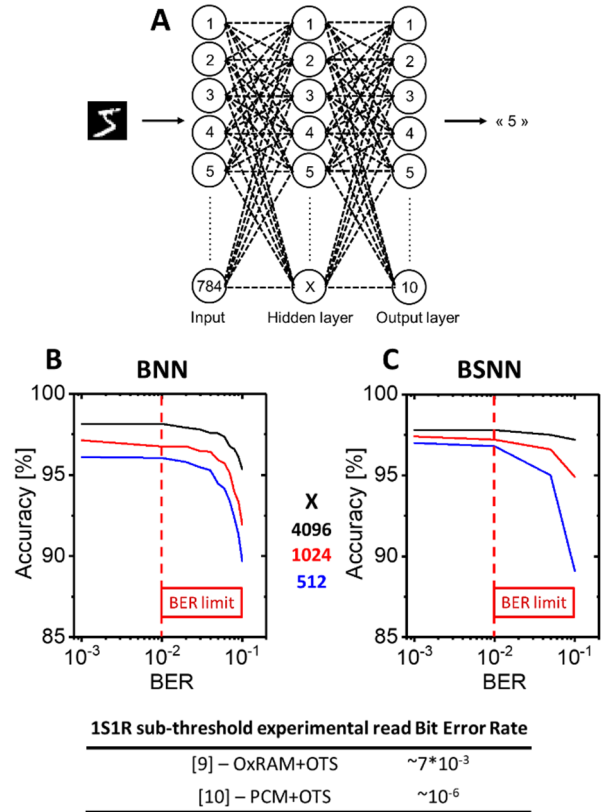 A
1 1 1
2 2 2
3 3 3
4 4 4 « 5 »
5 5 5
784 X 10
Input Hidden layer Output layer
B BNN C BSNN
100 100
95 95
90 90
85 85
Accuracy [%] Accuracy [%]
X
4096
1024
512
BER limit BER limit
10-3 10-2 10-1 10-3 10-2 10-1
BER BER
1S1R sub-threshold experimental read Bit Error Rate
[9] – OxRAM+OTS ~7*10-3
[10] – PCM+OTS ~10-6